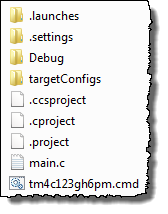 .launches
.settings
Debug
targetConfigs
.ccsproject
.cproject
.project
main.c
tm4c123gh6pm.cmd